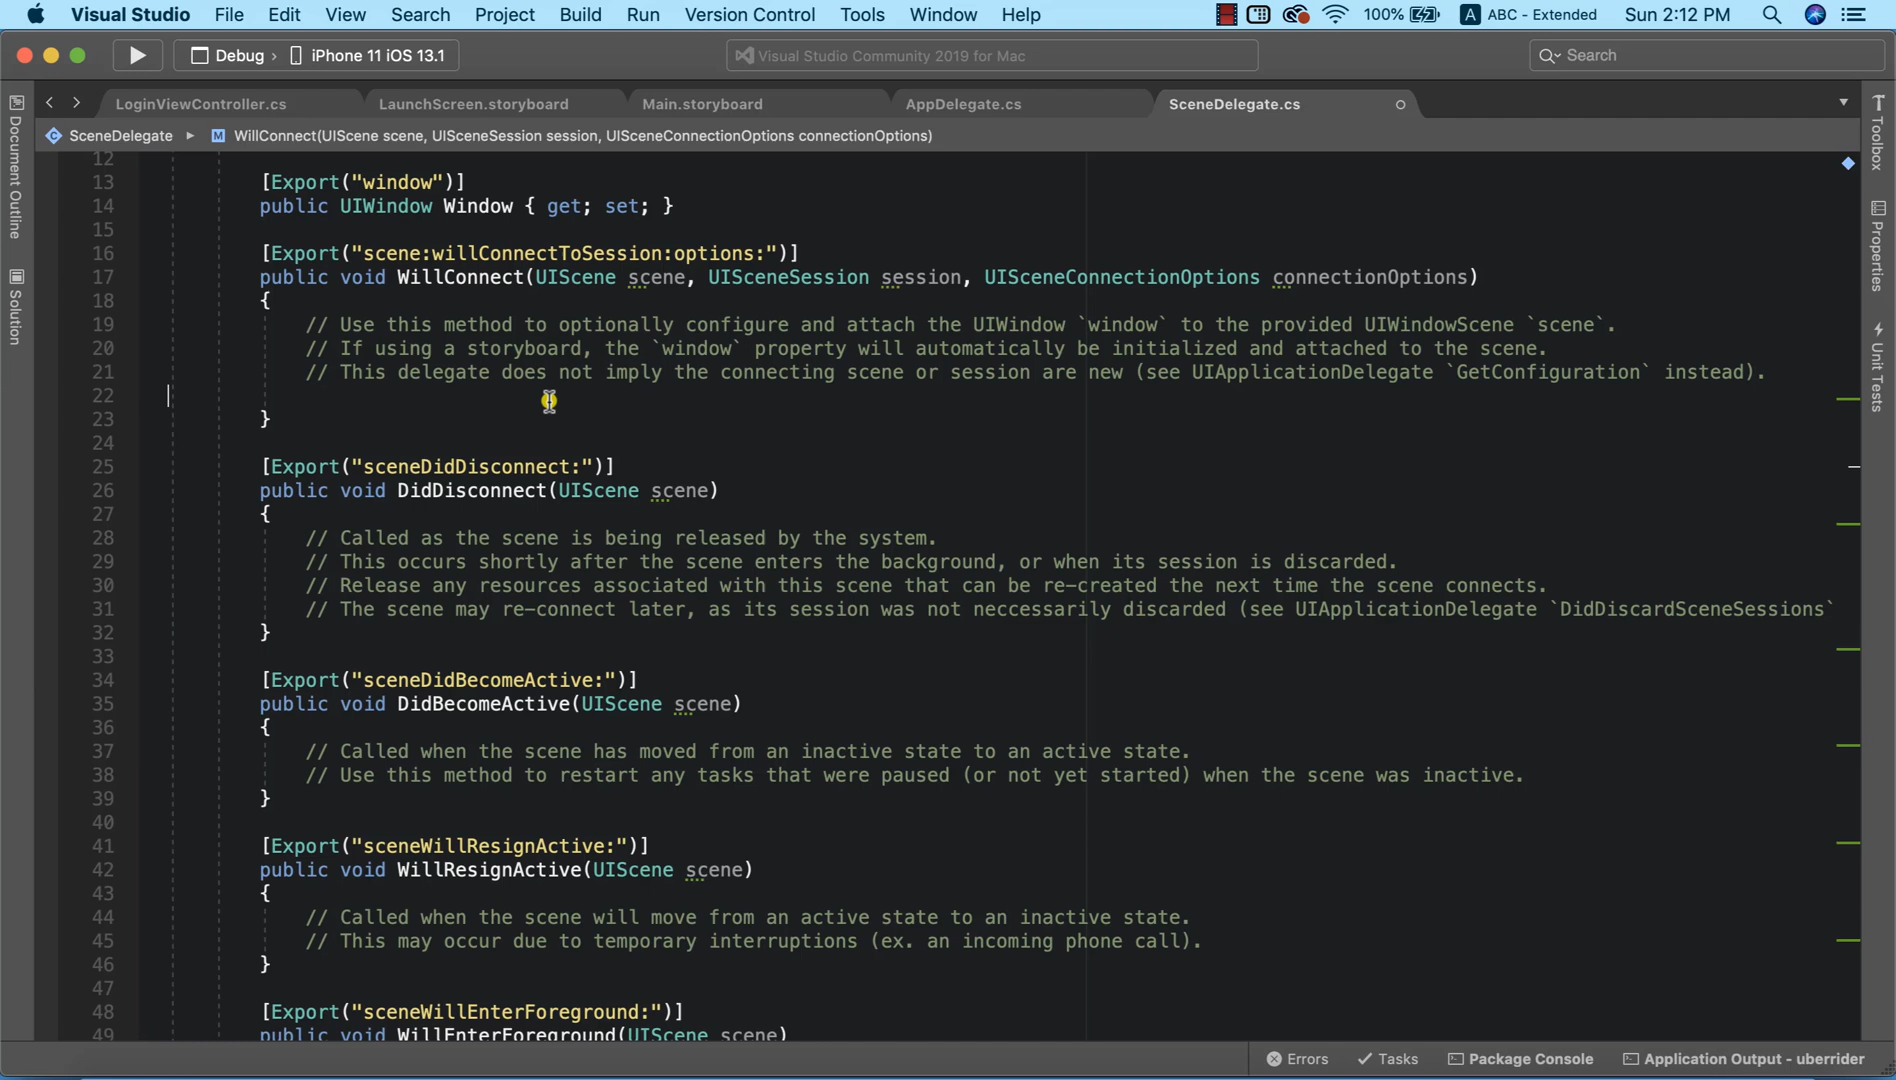 Visual Studio File Edit View Search Project Build Run Version Control Tools Window Help 100% A ABC - Extended Sun 2:12 PM
Debug › iPhone 11 iOS 13.1 Visual Studio Community 2019 for Mac Search
LoginViewController.cs LaunchScreen.storyboard Main.storyboard AppDelegate.cs SceneDelegate.cs
C SceneDelegate M WillConnect(UIScene scene, UISceneSession session, UISceneConnectionOptions connectionOptions)
Document Outline
Solution
Toolbox
Properties
Unit Tests
12
13 [Export("window")]
14 public UIWindow Window { get; set; }
15
16 [Export("scene:willConnectToSession:options:")]
17 public void WillConnect(UIScene scene, UISceneSession session, UISceneConnectionOptions connectionOptions)
18 {
19 // Use this method to optionally configure and attach the UIWindow `window` to the provided UIWindowScene `scene`.
20 // If using a storyboard, the `window` property will automatically be initialized and attached to the scene.
21 // This delegate does not imply the connecting scene or session are new (see UIApplicationDelegate `GetConfiguration` instead).
22
23 }
24
25 [Export("sceneDidDisconnect:")]
26 public void DidDisconnect(UIScene scene)
27 {
28 // Called as the scene is being released by the system.
29 // This occurs shortly after the scene enters the background, or when its session is discarded.
30 // Release any resources associated with this scene that can be re-created the next time the scene connects.
31 // The scene may re-connect later, as its session was not neccessarily discarded (see UIApplicationDelegate `DidDiscardSceneSessions`
32 }
33
34 [Export("sceneDidBecomeActive:")]
35 public void DidBecomeActive(UIScene scene)
36 {
37 // Called when the scene has moved from an inactive state to an active state.
38 // Use this method to restart any tasks that were paused (or not yet started) when the scene was inactive.
39 }
40
41 [Export("sceneWillResignActive:")]
42 public void WillResignActive(UIScene scene)
43 {
44 // Called when the scene will move from an active state to an inactive state.
45 // This may occur due to temporary interruptions (ex. an incoming phone call).
46 }
47
48 [Export("sceneWillEnterForeground:")]
49 public void WillEnterForeground(UIScene scene)
Errors Tasks Package Console Application Output - uberrider